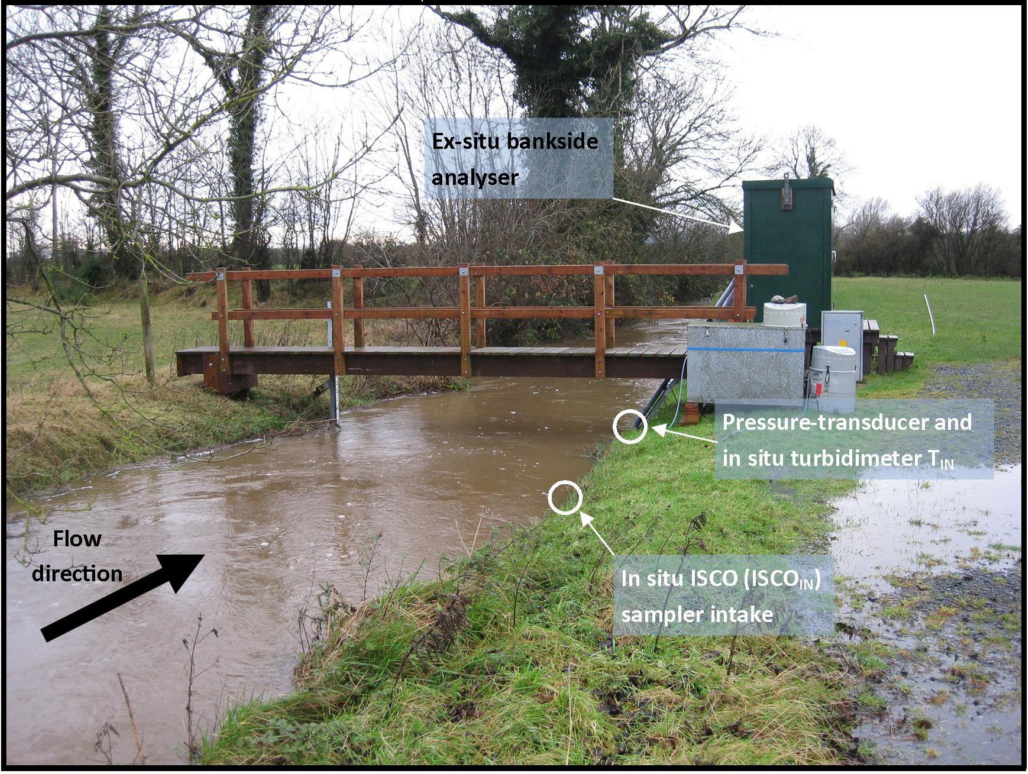 Ex-situ bankside
analyser
Pressure-transducer and
in situ turbidimeter T_IN
Flow
direction
In situ ISCO (ISCO_IN)
sampler intake